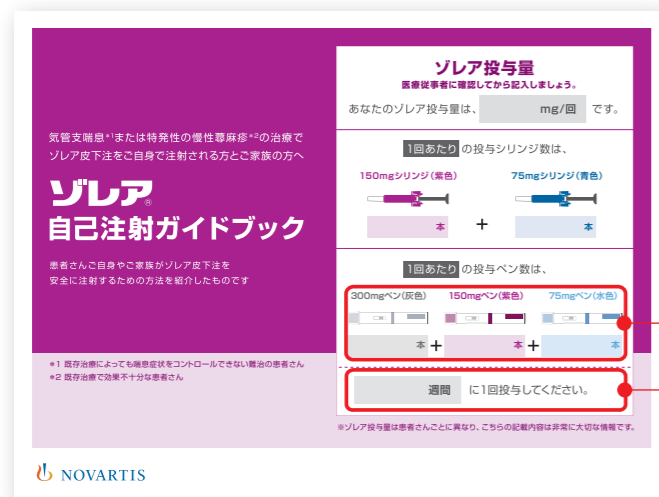 気管支喘息*1または特発性の慢性蕁麻疹*2の治療で
ゾレア皮下注をご自身で注射される方とご家族の方へ
ゾレア®
自己注射ガイドブック
患者さんご自身やご家族がゾレア皮下注を
安全に注射するための方法を紹介したものです
*1 既存治療によっても喘息症状をコントロールできない難治の患者さん
*2 既存治療で効果不十分な患者さん
ゾレア投与量
医療従事者に確認してから記入しましょう。
あなたのゾレア投与量は、 mg/回 です。
1回あたり の投与シリンジ数は、
150mgシリンジ(紫色) 75mgシリンジ(青色)
本 + 本
1回あたり の投与ペン数は、
300mgペン(灰色) 150mgペン(紫色) 75mgペン(水色)
本 + 本 + 本
週間 に1回投与してください。
※ゾレア投与量は患者さんごとに異なり、こちらの記載内容は非常に大切な情報です。
NOVARTIS